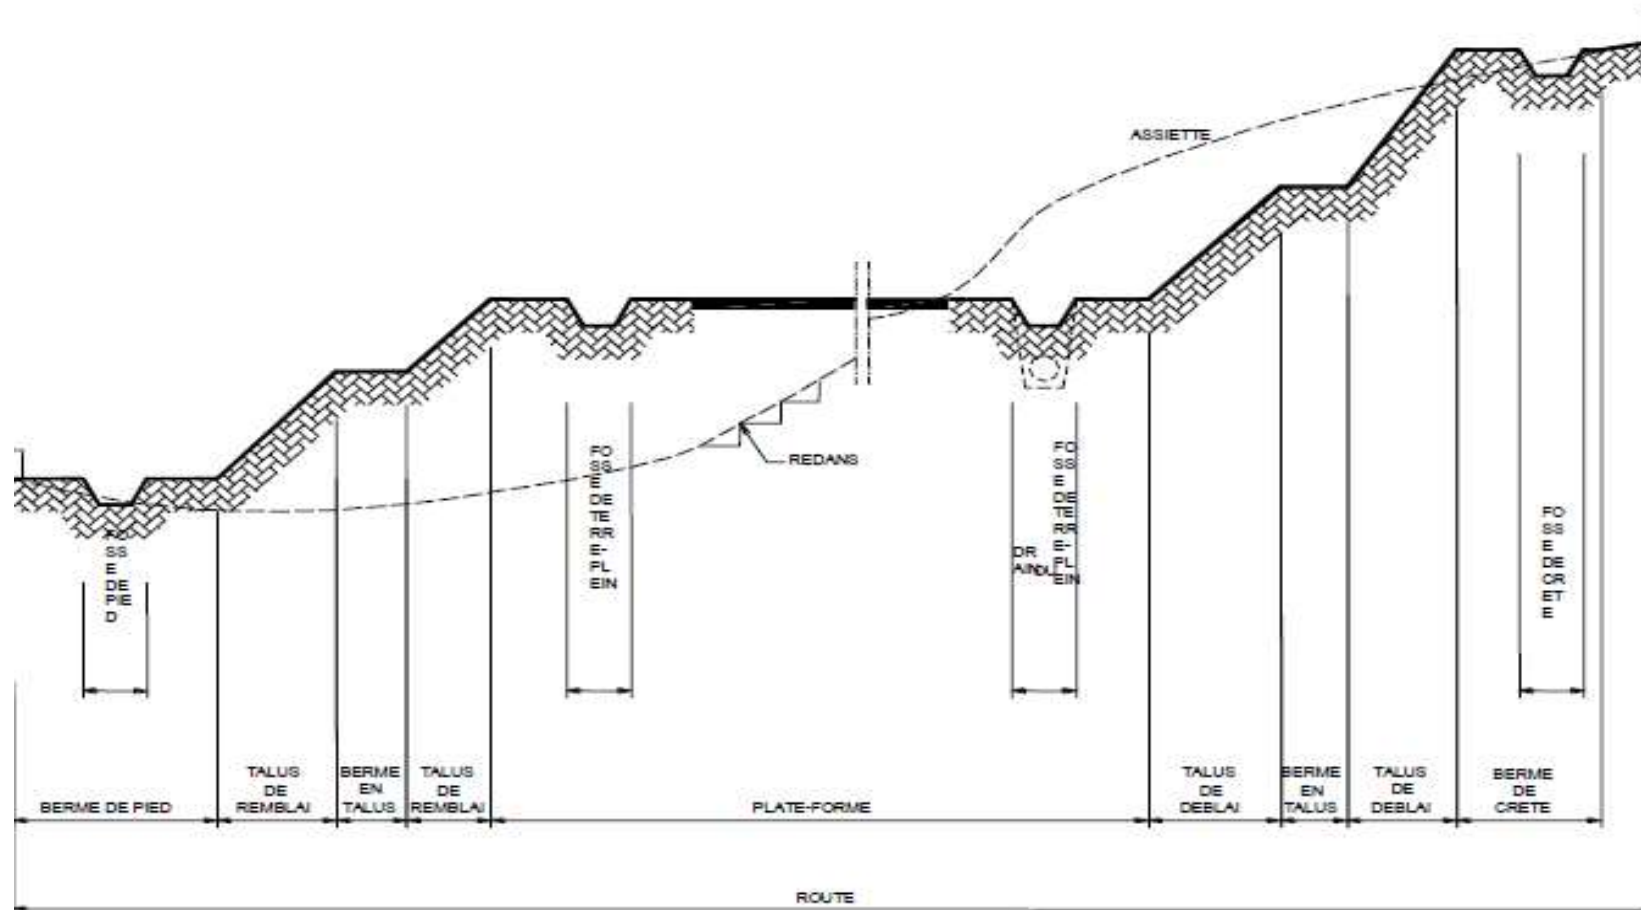 ASSIETTE
REDANS
FO
SS
E
DE
PIE
D
FO
SS
E
DE
TE
RR
E-
PL
EIN
DR
AIN
FO
SS
E
DE
TE
RR
E-
PL
EIN
FO
SS
E
DE
CR
ET
E
BERME DE PIED
TALUS
DE
REMBLAI
BERME
EN
TALUS
TALUS
DE
REMBLAI
PLATE-FORME
TALUS
DE
DEBLAI
BERME
EN
TALUS
TALUS
DE
DEBLAI
BERME
DE
CRETE
ROUTE